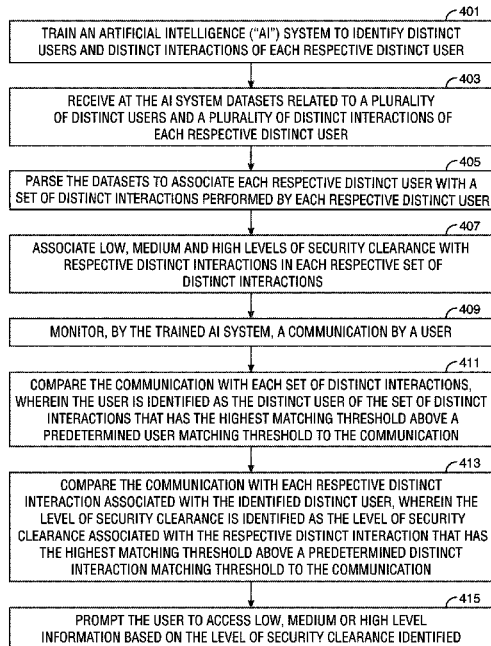 401
TRAIN AN ARTIFICIAL INTELLIGENCE ("AI") SYSTEM TO IDENTIFY DISTINCT
USERS AND DISTINCT INTERACTIONS OF EACH RESPECTIVE DISTINCT USER
403
RECEIVE AT THE AI SYSTEM DATASETS RELATED TO A PLURALITY
OF DISTINCT USERS AND A PLURALITY OF DISTINCT INTERACTIONS OF
EACH RESPECTIVE DISTINCT USER
405
PARSE THE DATASETS TO ASSOCIATE EACH RESPECTIVE DISTINCT USER WITH A
SET OF DISTINCT INTERACTIONS PERFORMED BY EACH RESPECTIVE DISTINCT USER
407
ASSOCIATE LOW, MEDIUM AND HIGH LEVELS OF SECURITY CLEARANCE WITH
RESPECTIVE DISTINCT INTERACTIONS IN EACH RESPECTIVE SET OF
DISTINCT INTERACTIONS
409
MONITOR, BY THE TRAINED AI SYSTEM, A COMMUNICATION BY A USER
411
COMPARE THE COMMUNICATION WITH EACH SET OF DISTINCT INTERACTIONS,
WHEREIN THE USER IS IDENTIFIED AS THE DISTINCT USER OF THE SET OF DISTINCT
INTERACTIONS THAT HAS THE HIGHEST MATCHING THRESHOLD ABOVE A
PREDETERMINED USER MATCHING THRESHOLD TO THE COMMUNICATION
413
COMPARE THE COMMUNICATION WITH EACH RESPECTIVE DISTINCT
INTERACTION ASSOCIATED WITH THE IDENTIFIED DISTINCT USER, WHEREIN THE
LEVEL OF SECURITY CLEARANCE IS IDENTIFIED AS THE LEVEL OF SECURITY
CLEARANCE ASSOCIATED WITH THE RESPECTIVE DISTINCT INTERACTION THAT HAS
THE HIGHEST MATCHING THRESHOLD ABOVE A PREDETERMINED DISTINCT
INTERACTION MATCHING THRESHOLD TO THE COMMUNICATION
415
PROMPT THE USER TO ACCESS LOW, MEDIUM OR HIGH LEVEL
INFORMATION BASED ON THE LEVEL OF SECURITY CLEARANCE IDENTIFIED